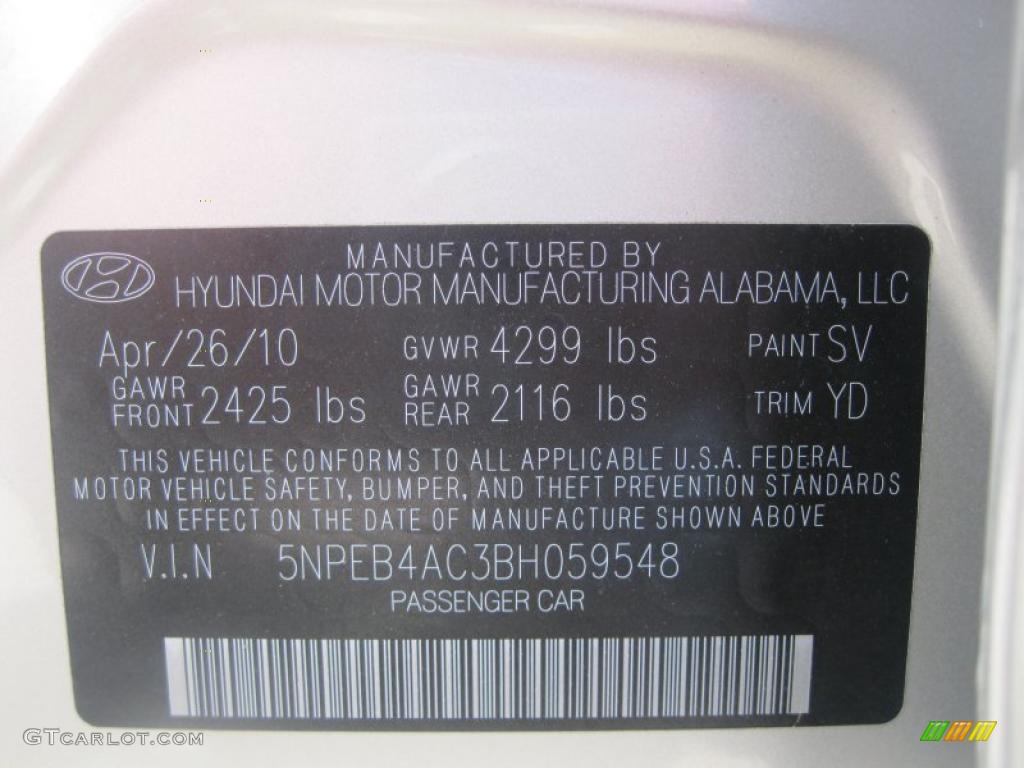 MANUFACTURED BY
HYUNDAI MOTOR MANUFACTURING ALABAMA, LLC
Apr/26/10 GVWR 4299 lbs PAINT SV
GAWR FRONT 2425 lbs GAWR REAR 2116 lbs TRIM YD
THIS VEHICLE CONFORMS TO ALL APPLICABLE U.S.A. FEDERAL
MOTOR VEHICLE SAFETY, BUMPER, AND THEFT PREVENTION STANDARDS
IN EFFECT ON THE DATE OF MANUFACTURE SHOWN ABOVE
V.I.N 5NPEB4AC3BH059548
PASSENGER CAR
GTCarLot.com